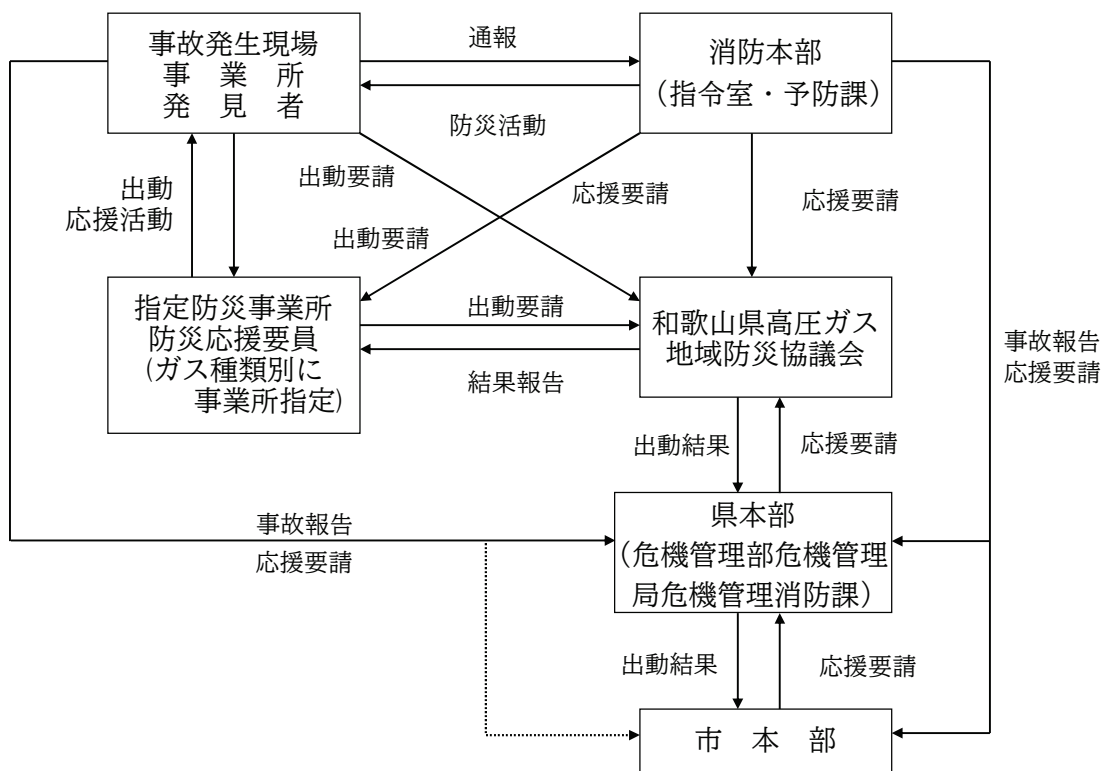 事故発生現場
事　業　所
発　見　者
通報
防災活動
消防本部
（指令室・予防課）
出動
応援活動
出動要請
応援要請
出動要請
応援要請
指定防災事業所
防災応援要員
(ガス種類別に
事業所指定)
出動要請
結果報告
和歌山県高圧ガス
地域防災協議会
事故報告
応援要請
出動結果
応援要請
事故報告
応援要請
県本部
（危機管理部危機管理
局危機管理消防課）
出動結果
応援要請
市　本　部